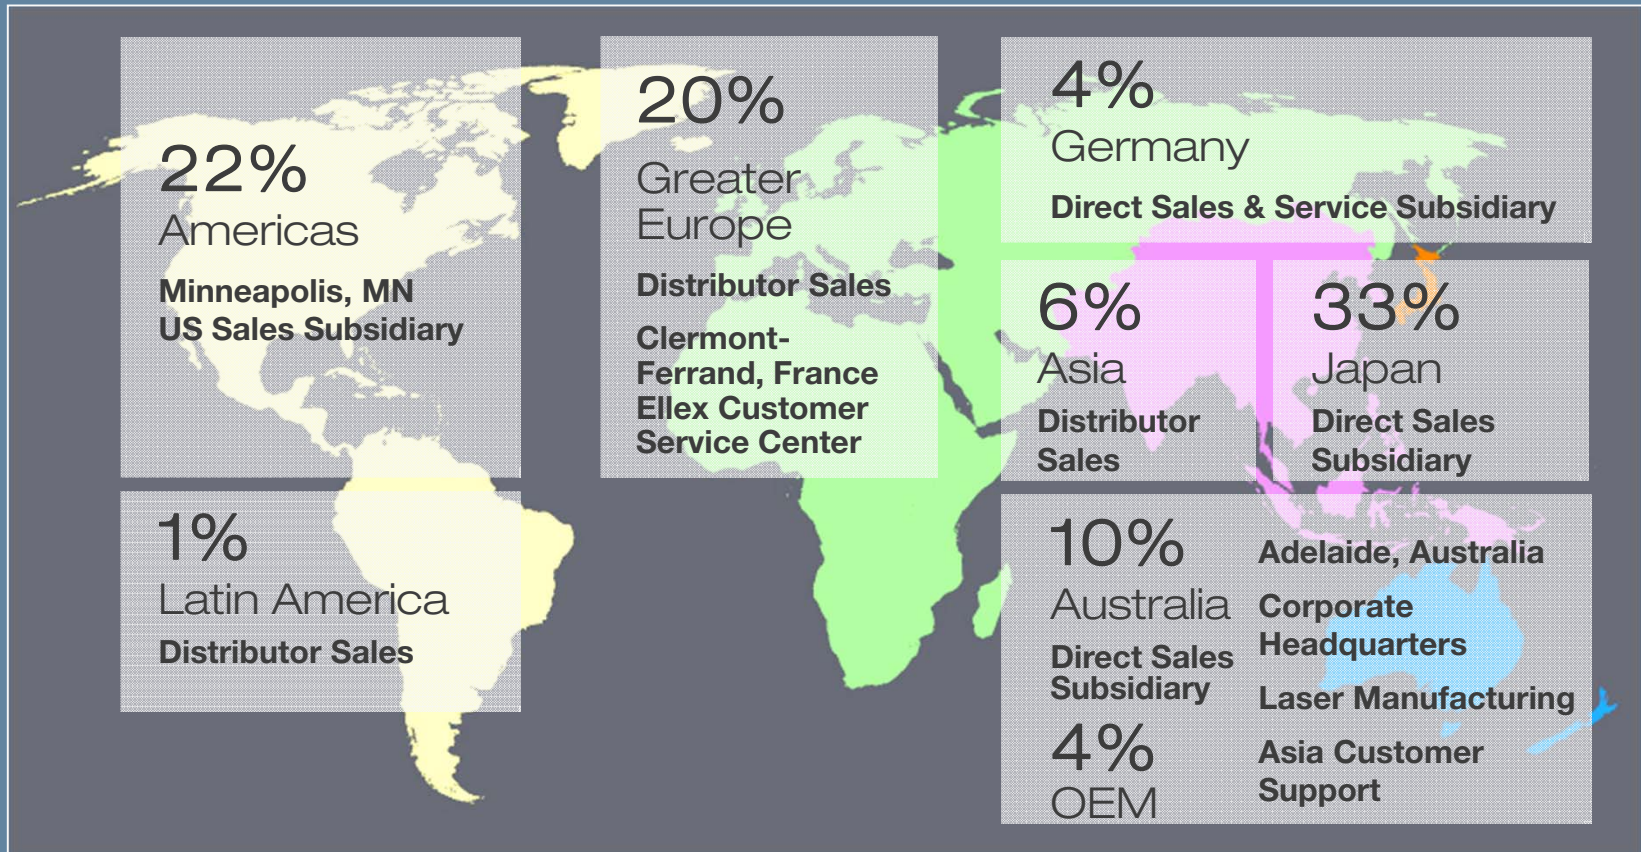 22%
Americas
Minneapolis, MN
US Sales Subsidiary
1%
Latin America
Distributor Sales
20%
Greater
Europe
Distributor Sales
Clermont-
Ferrand, France
Ellex Customer
Service Center
4%
Germany
Direct Sales & Service Subsidiary
6%
Asia
Distributor
Sales
33%
Japan
Direct Sales
Subsidiary
10%
Australia
Direct Sales
Subsidiary
4%
OEM
Adelaide, Australia
Corporate
Headquarters
Laser Manufacturing
Asia Customer
Support